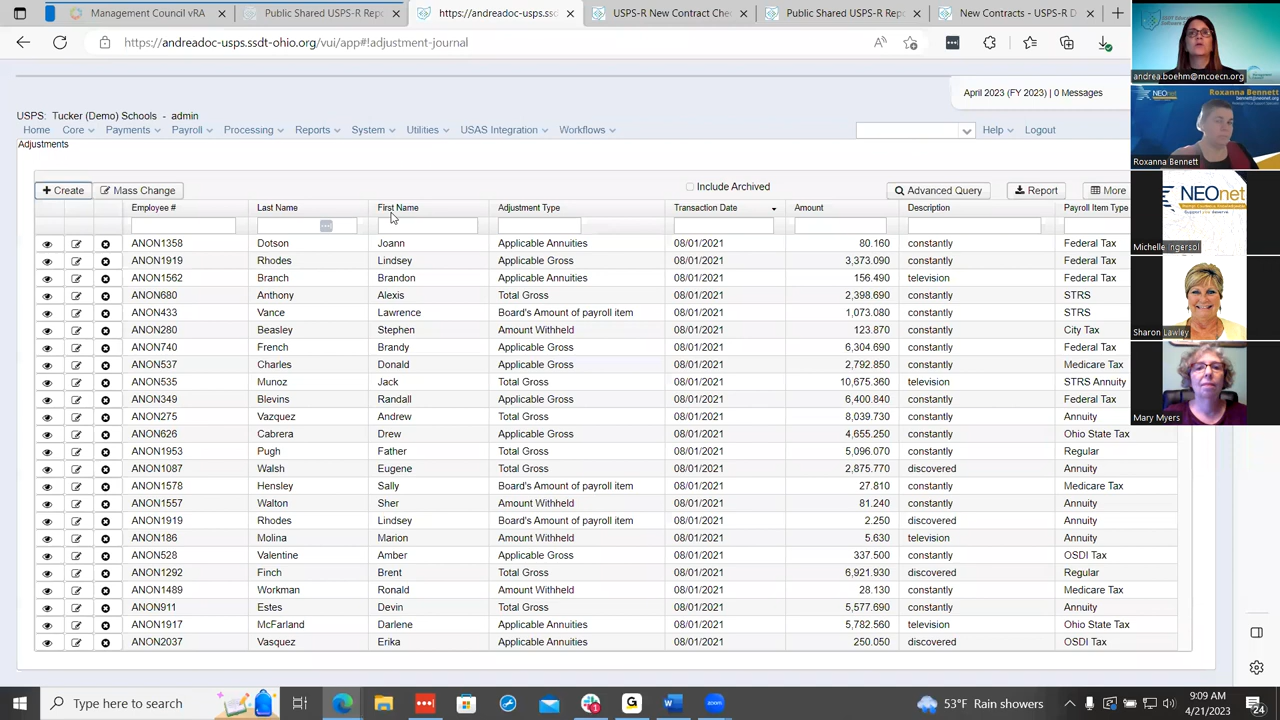 Management Council vRA
Public Shared USPS-R Repo
https://andreadoc-usps.ssdt-
USPS-R New Contract Che
Public Shared USPS-R Rep
New Contracts - USPS-R D
https://andreadoc-usps.ssdt-ohio.org/vui/app#!adjustment-journal
April 2023 (FY 2023) | 0 Messages
USPS: Tucker (Demo) Schools - admin
Home Core Payments Payroll Processing Reports System Utilities USAS Integration Workflows Help Logout
Adjustments
+ Create Mass Change Include Archived Advanced Query Report More
Employee # Last Name First Name Adjustment Type Transaction Date Amount Description Payroll Item Type
ANON1358 Dotson Joann Applicable Annuities 08/01/2021 80.160 constantly Federal Tax
ANON1919 Rhodes Lindsey Applicable Gross 08/01/2021 3,373.090 constantly Federal Tax
ANON1562 Branch Brandon Applicable Annuities 08/01/2021 156.490 television Federal Tax
ANON680 Anthony Alexis Total Gross 08/01/2021 2,398.690 constantly STRS
ANON433 Vance Lawrence Board's Amount of payroll item 08/01/2021 1,073.080 constantly STRS
ANON280 Beasley Stephen Amount Withheld 08/01/2021 123.870 constantly City Tax
ANON740 French Brandy Applicable Gross 08/01/2021 6,304.690 constantly Federal Tax
ANON537 Charles Donald Applicable Gross 08/01/2021 2,792.850 constantly Medicare Tax
ANON535 Munoz Jack Total Gross 08/01/2021 10,675.360 television STRS Annuity
ANON349 Blevins Randall Applicable Gross 08/01/2021 6,400.840 constantly Federal Tax
ANON275 Vazquez Andrew Total Gross 08/01/2021 8,039.730 constantly Annuity
ANON626 Cabrera Drew Applicable Gross 08/01/2021 4,655.250 constantly Ohio State Tax
ANON1953 Pugh Father Total Gross 08/01/2021 5,096.070 constantly Regular
ANON1087 Walsh Eugene Total Gross 08/01/2021 2,875.770 discovered Annuity
ANON1578 Hensley Sally Board's Amount of payroll item 08/01/2021 27.810 constantly Medicare Tax
ANON1557 Walton Sher Amount Withheld 08/01/2021 81.240 constantly Annuity
ANON1919 Rhodes Lindsey Board's Amount of payroll item 08/01/2021 2.250 discovered Annuity
ANON186 Molina Marion Amount Withheld 08/01/2021 5.630 television Annuity
ANON528 Valentine Amber Applicable Gross 08/01/2021 337.500 constantly OSDI Tax
ANON1292 Finch Brent Total Gross 08/01/2021 6,921.930 discovered Regular
ANON1489 Workman Ronald Amount Withheld 08/01/2021 28.130 constantly Medicare Tax
ANON911 Estes Devin Total Gross 08/01/2021 5,577.690 constantly Annuity
ANON1917 McFarland Darlene Applicable Annuities 08/01/2021 5,782.560 television Ohio State Tax
ANON2037 Vasquez Erika Applicable Annuities 08/01/2021 250.050 discovered OSDI Tax
andrea.boehm@mcoecn.org
Roxanna Bennett
bennett@neonet.org
Roxanna Bennett
NEOnet
Michelle Ingersoll
Sharon Lawley
Mary Myers
Type here to search
53°F Rain showers
9:09 AM
4/21/2023
24